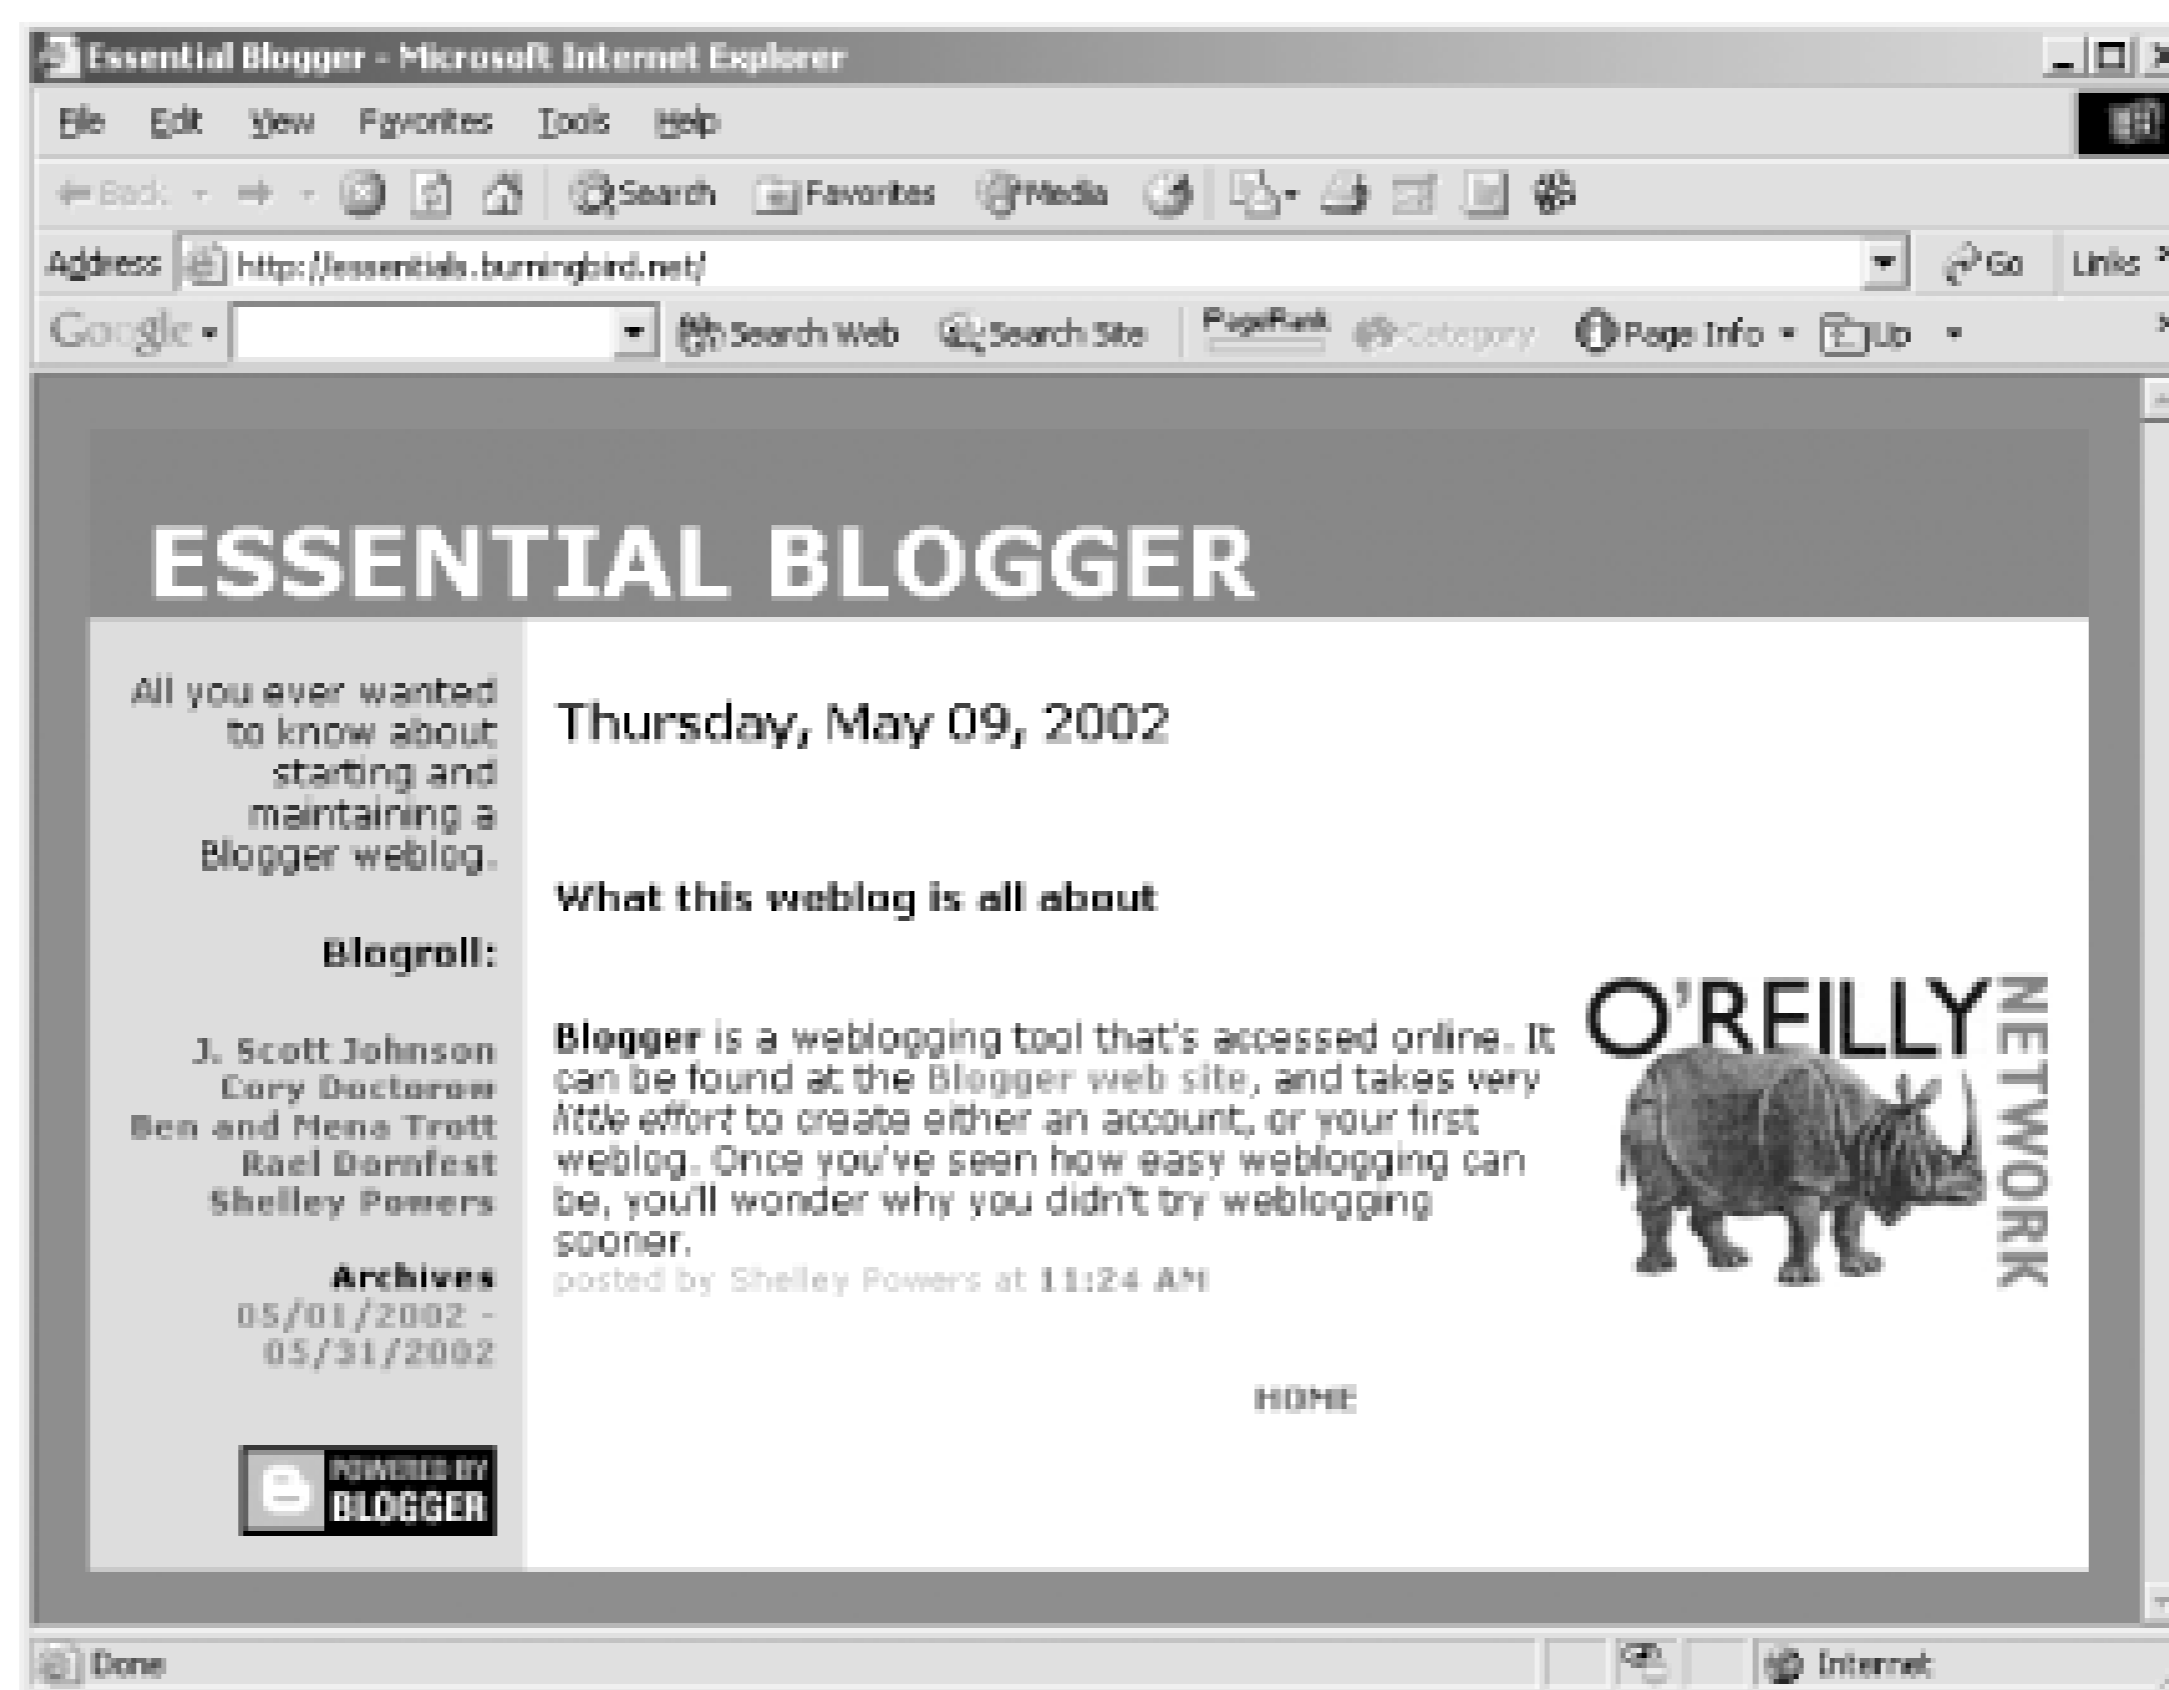 Essential Blogger - Microsoft Internet Explorer
File Edit View Favorites Tools Help
Back Search Favorites Media
Address http://essentials.burningbird.net/ Go Links
Google Search Web Search Site PageRank Category Page Info Up
ESSENTIAL BLOGGER
All you ever wanted
to know about
starting and
maintaining a
Blogger weblog.
Blogroll:
J. Scott Johnson
Cory Doctorow
Ben and Mena Trott
Rael Dornfest
Shelley Powers
Archives
05/01/2002 -
05/31/2002
POWERED BY
BLOGGER
Thursday, May 09, 2002
What this weblog is all about
Blogger is a weblogging tool that's accessed online. It
can be found at the Blogger web site, and takes very
little effort to create either an account, or your first
weblog. Once you've seen how easy weblogging can
be, you'll wonder why you didn't try weblogging
sooner.
posted by Shelley Powers at 11:24 AM
O'REILLY
NETWORK
HOME
Done Internet